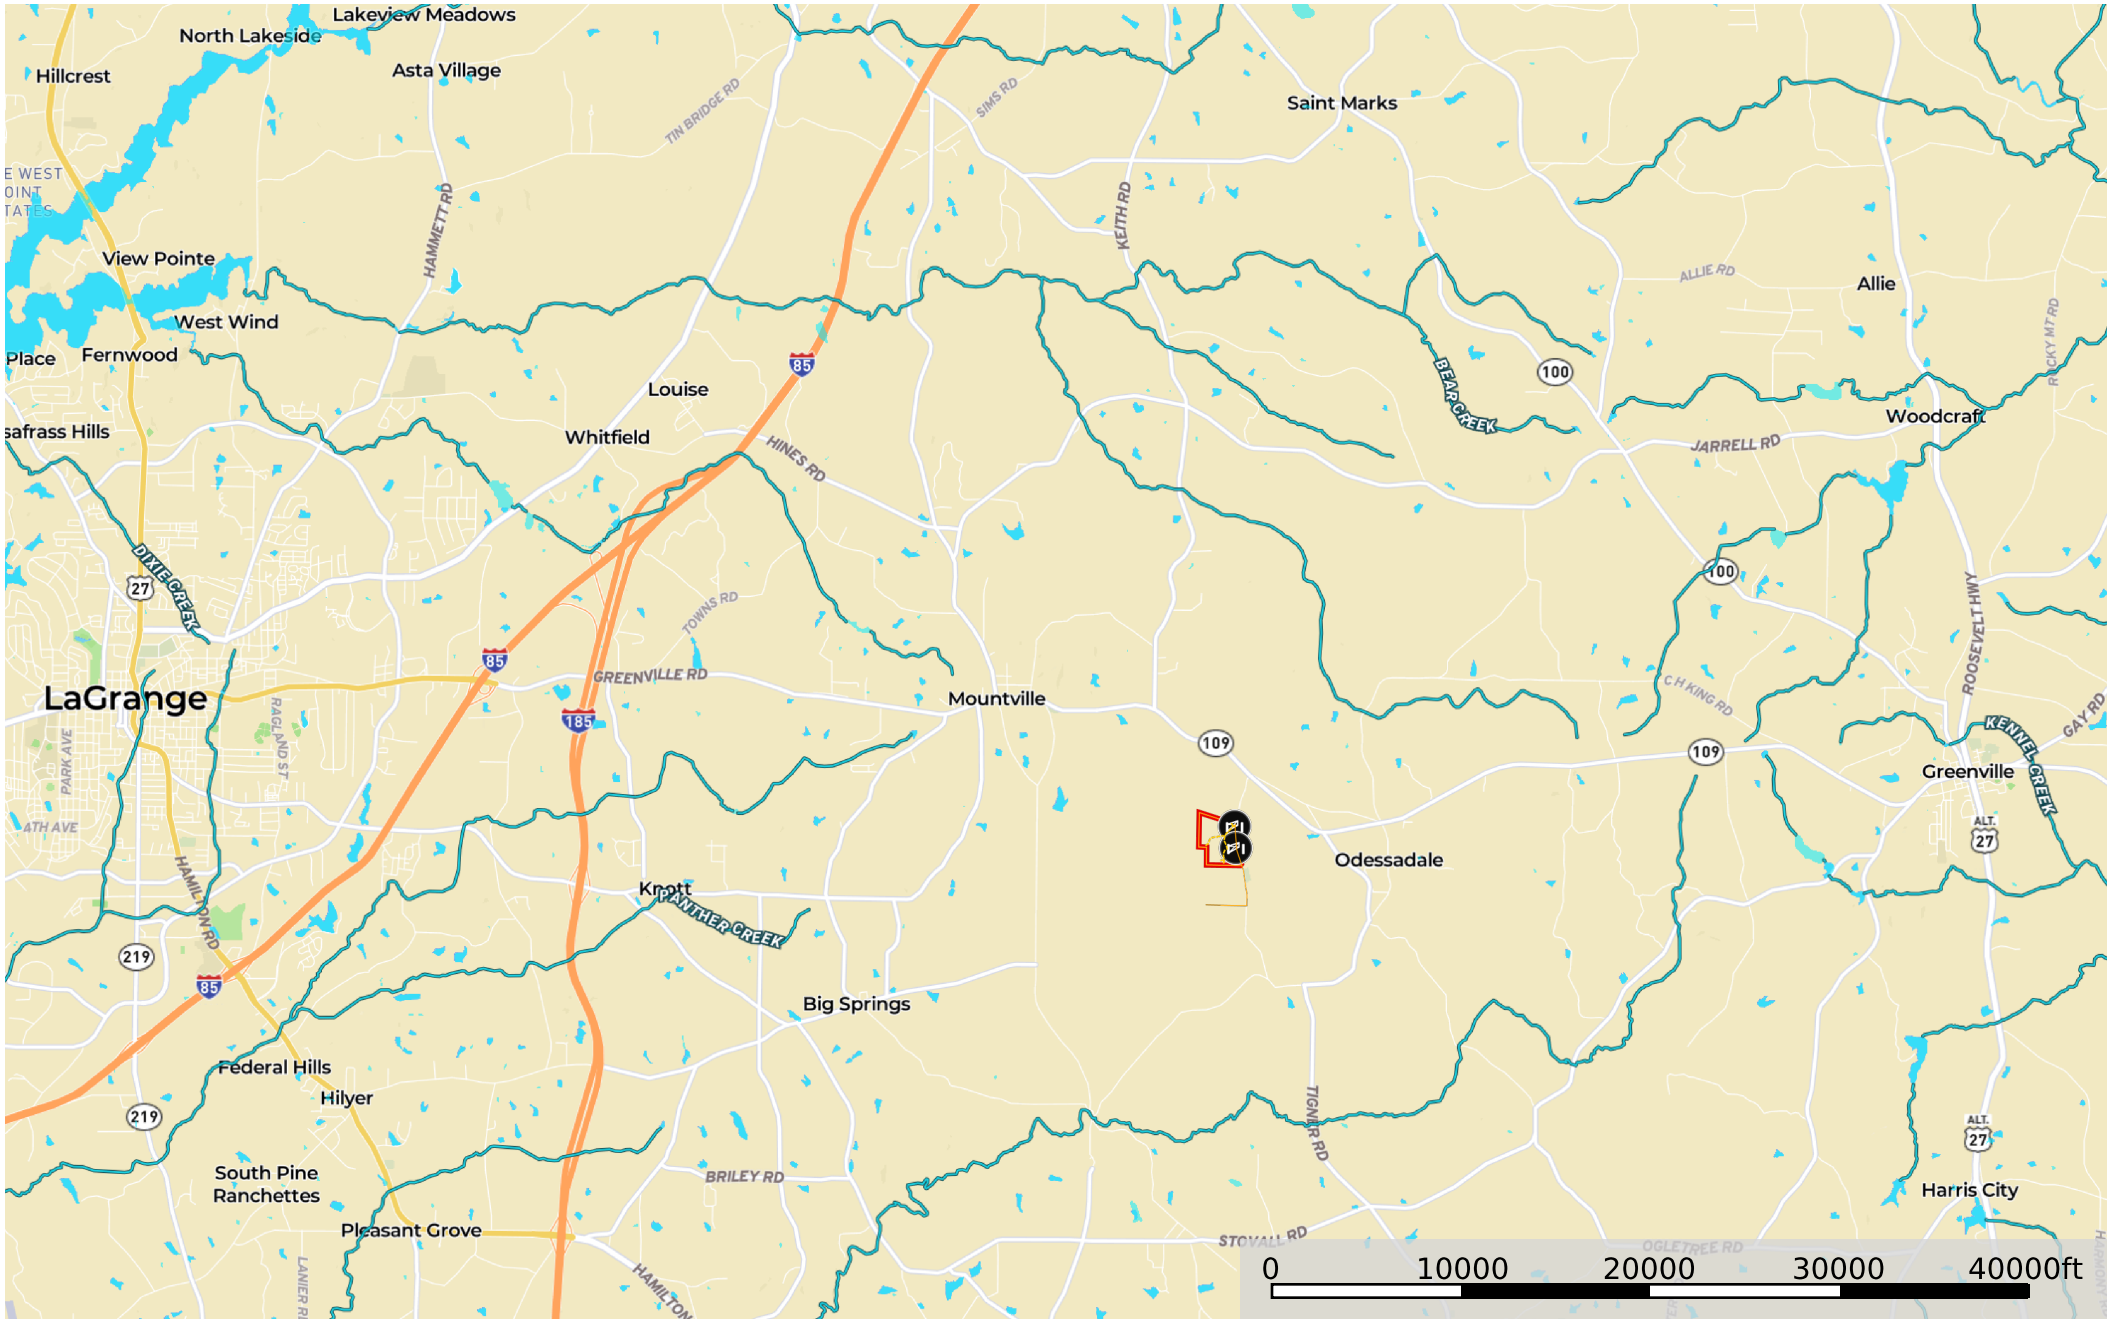 Lakeview Meadows
North Lakeside
Hillcrest
Asta Village
TIN BRIDGE RD
SIMS RD
Saint Marks
E WEST
OINT
TATES
HAMMETT RD
KEITH RD
View Pointe
ALLIE RD
Allie
West Wind
ROCKY MT RD
Place
Fernwood
85
100
Louise
BEAR CREEK
safrass Hills
Whitfield
HINES RD
Woodcraft
JARRELL RD
DIXIE CREEK
27
100
TOWNS RD
ROOSEVELT HWY
85
GREENVILLE RD
LaGrange
RAGLAND ST
Mountville
C H KING RD
185
GAY RD
KENNEL CREEK
PARK AVE
109
109
Greenville
4TH AVE
ALT.
27
HAMILTON RD
Odessadale
Knott
PANTHER CREEK
219
85
Big Springs
Federal Hills
Hilyer
219
TIGNER RD
ALT.
27
South Pine
Ranchettes
BRILEY RD
Harris City
Pleasant Grove
STOVALL RD
OGLETREE RD
HAMILTON
0 10000 20000 30000 40000ft